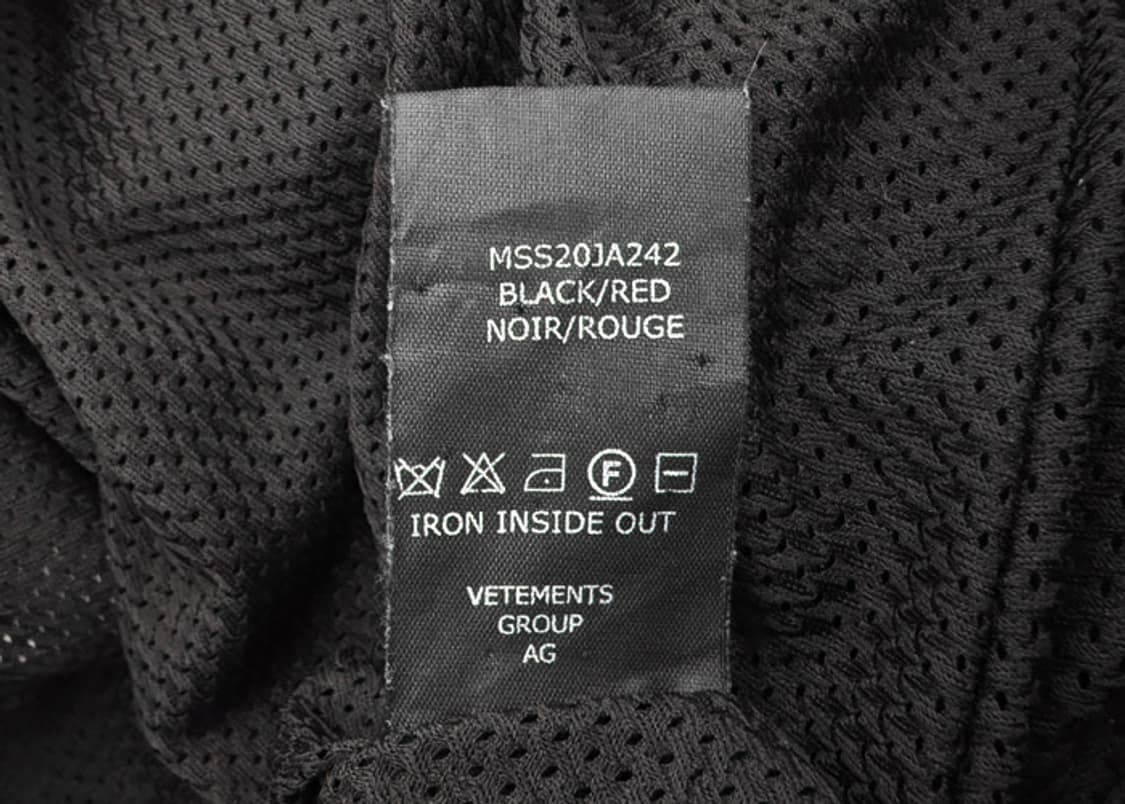 MSS20JA242
BLACK/RED
NOIR/ROUGE
F
IRON INSIDE OUT
VETEMENTS
GROUP
AG